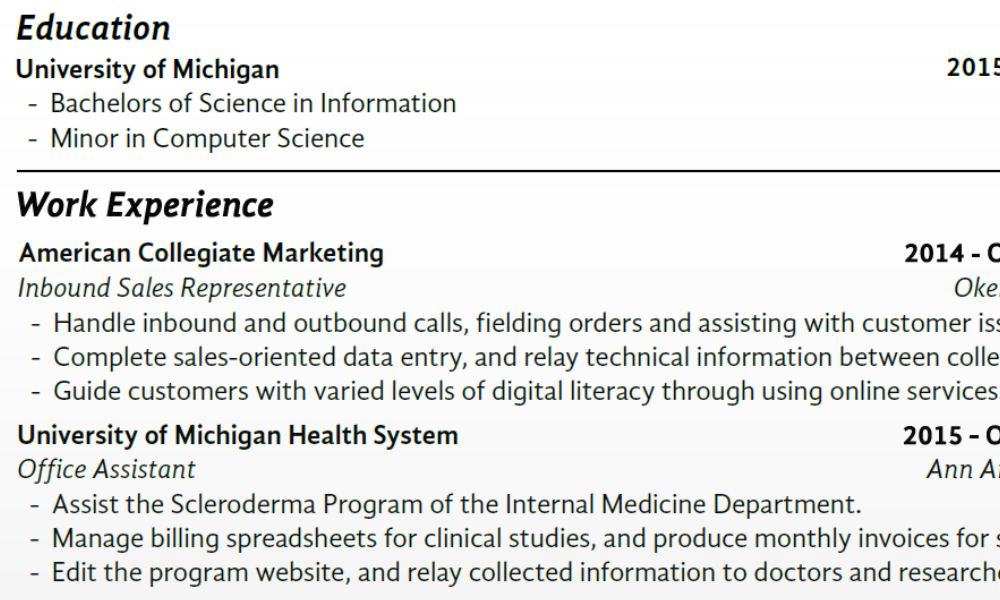 Education
University of Michigan 2015
- Bachelors of Science in Information
- Minor in Computer Science
Work Experience
American Collegiate Marketing 2014 - O
Inbound Sales Representative Oke
- Handle inbound and outbound calls, fielding orders and assisting with customer iss
- Complete sales-oriented data entry, and relay technical information between colle
- Guide customers with varied levels of digital literacy through using online services
University of Michigan Health System 2015 - O
Office Assistant Ann A
- Assist the Scleroderma Program of the Internal Medicine Department.
- Manage billing spreadsheets for clinical studies, and produce monthly invoices for s
- Edit the program website, and relay collected information to doctors and researche